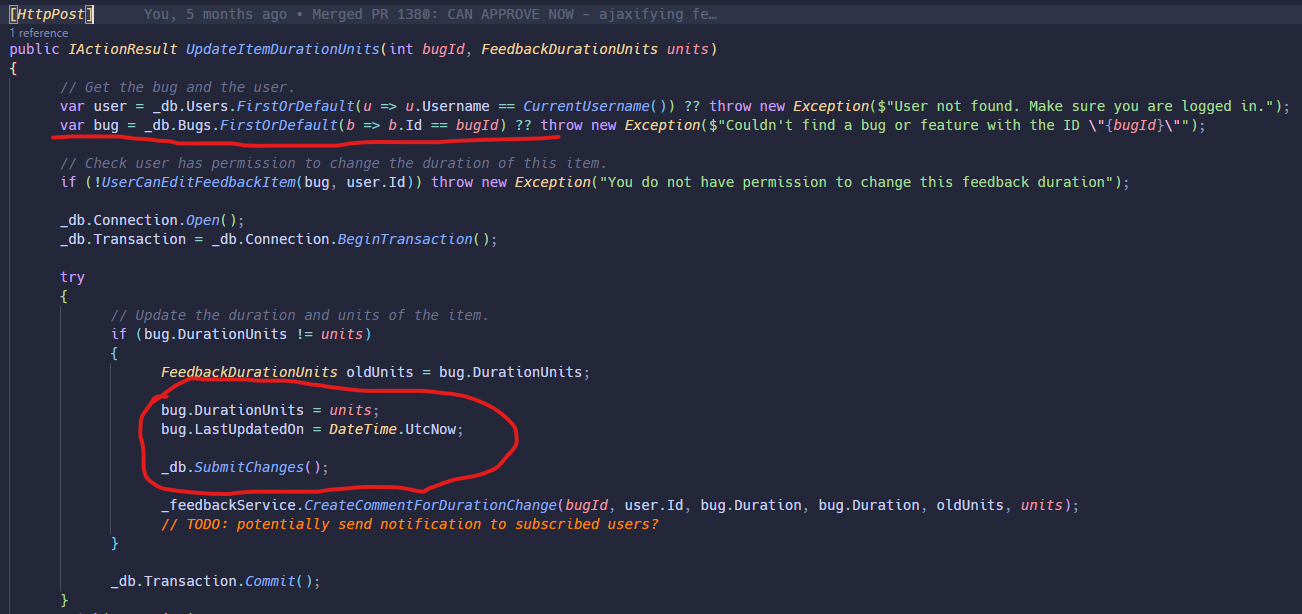 [HttpPost] You, 5 months ago • Merged PR 1380: CAN APPROVE NOW - ajaxifying fe…
1 reference
public IActionResult UpdateItemDurationUnits(int bugId, FeedbackDurationUnits units)
{
// Get the bug and the user.
var user = _db.Users.FirstOrDefault(u => u.Username == CurrentUsername()) ?? throw new Exception($"User not found. Make sure you are logged in.");
var bug = _db.Bugs.FirstOrDefault(b => b.Id == bugId) ?? throw new Exception($"Couldn't find a bug or feature with the ID \"{bugId}\"");
// Check user has permission to change the duration of this item.
if (!UserCanEditFeedbackItem(bug, user.Id)) throw new Exception("You do not have permission to change this feedback duration");
_db.Connection.Open();
_db.Transaction = _db.Connection.BeginTransaction();
try
{
// Update the duration and units of the item.
if (bug.DurationUnits != units)
{
FeedbackDurationUnits oldUnits = bug.DurationUnits;
bug.DurationUnits = units;
bug.LastUpdatedOn = DateTime.UtcNow;
_db.SubmitChanges();
_feedbackService.CreateCommentForDurationChange(bugId, user.Id, bug.Duration, bug.Duration, oldUnits, units);
// TODO: potentially send notification to subscribed users?
}
_db.Transaction.Commit();
}